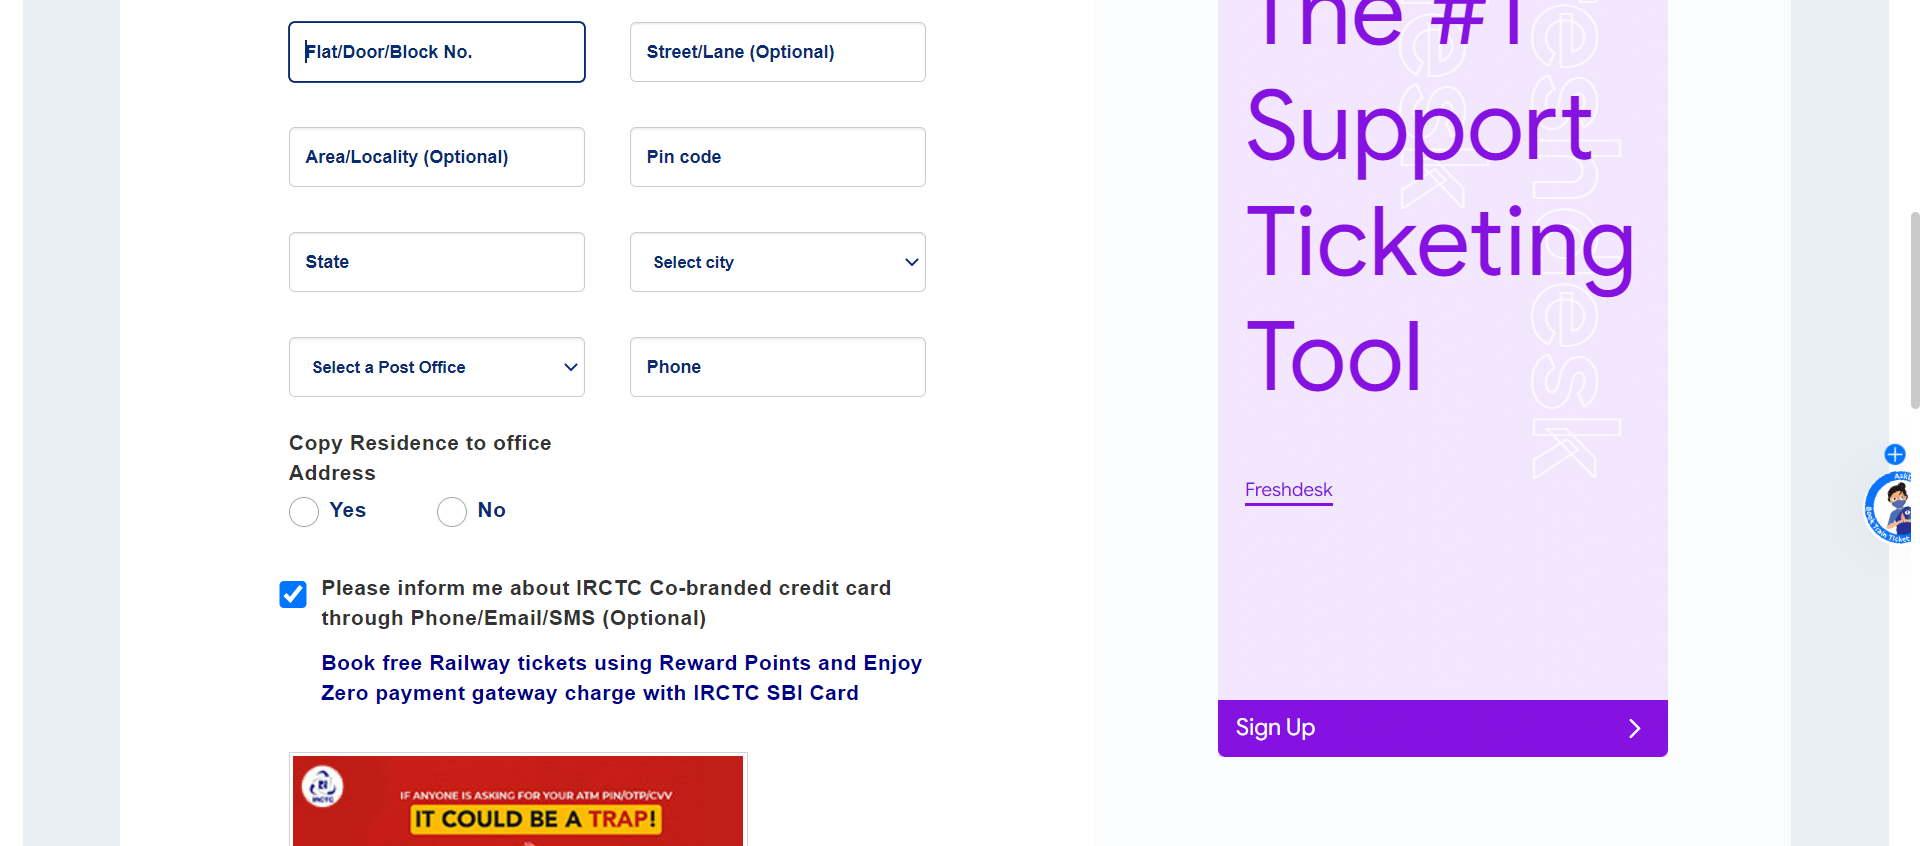 Flat/Door/Block No.
Street/Lane (Optional)
Area/Locality (Optional)
Pin code
State
Select city
Select a Post Office
Phone
Copy Residence to office
Address
Yes
No
Please inform me about IRCTC Co-branded credit card
through Phone/Email/SMS (Optional)
Book free Railway tickets using Reward Points and Enjoy
Zero payment gateway charge with IRCTC SBI Card
IRCTC
IF ANYONE IS ASKING FOR YOUR ATM PIN/OTP/CVV
IT COULD BE A TRAP!
The #1
Support
Ticketing
Tool
freshdesk
Freshdesk
Sign Up
Book Train Ticket